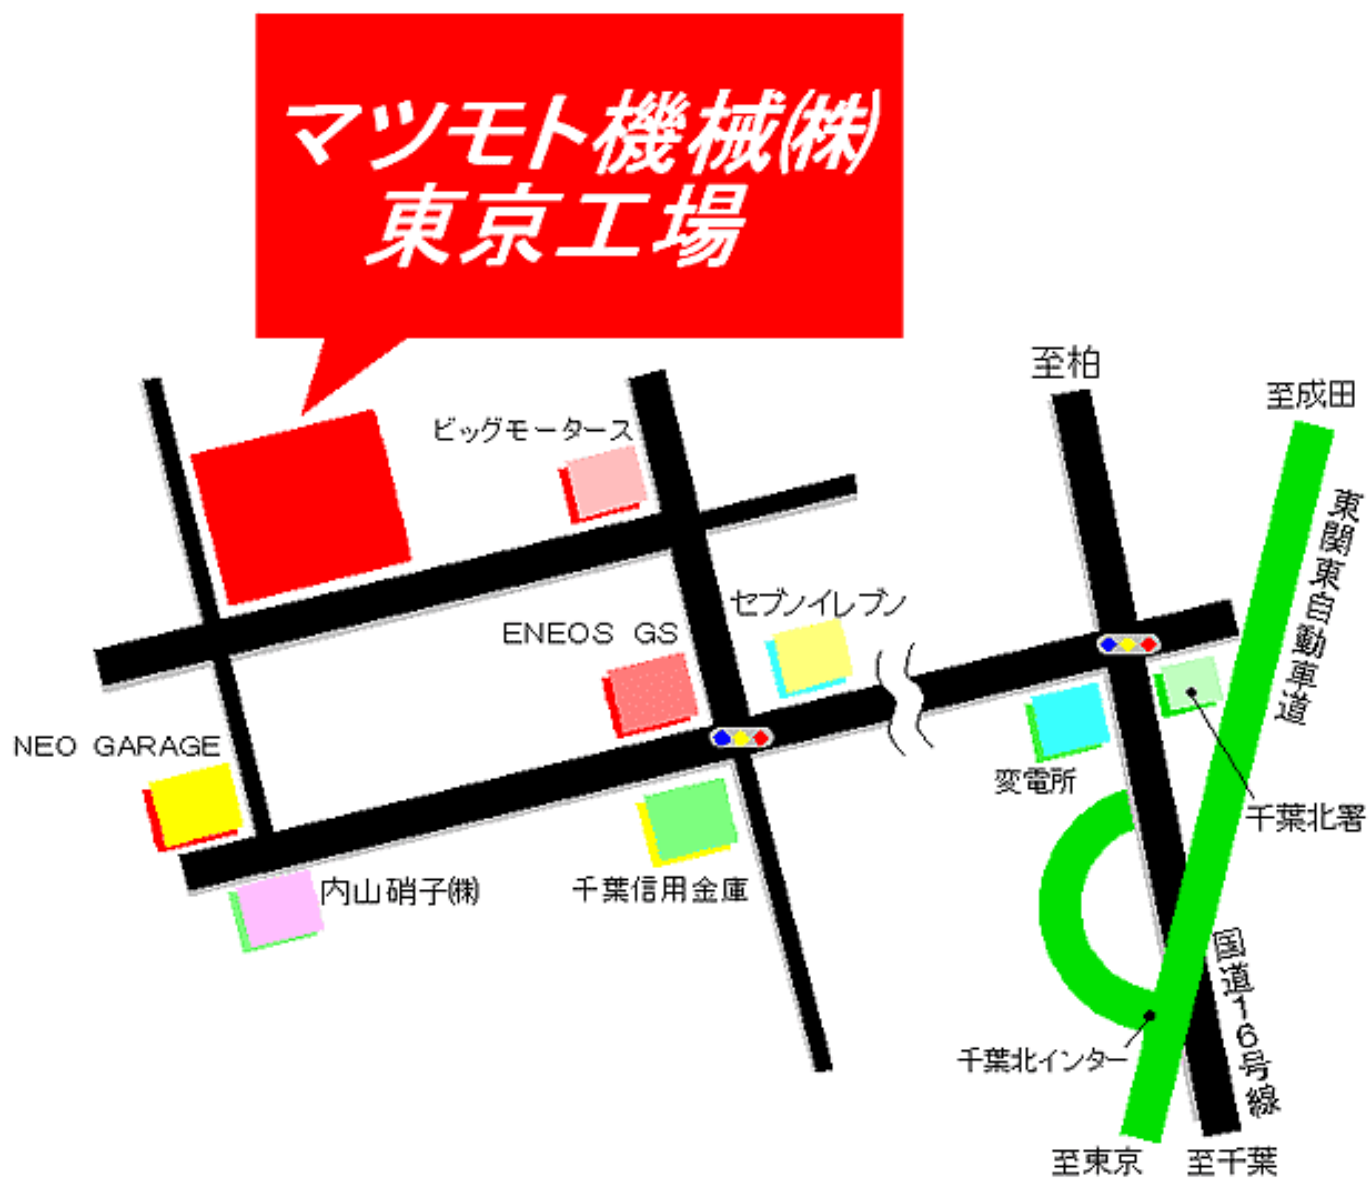 マツモト機械㈱
東京工場
至柏
至成田
ビッグモータース
東関東自動車道
セブンイレブン
ENEOS GS
NEO GARAGE
変電所
千葉北署
内山硝子㈱
千葉信用金庫
国道16号線
千葉北インター
至東京
至千葉